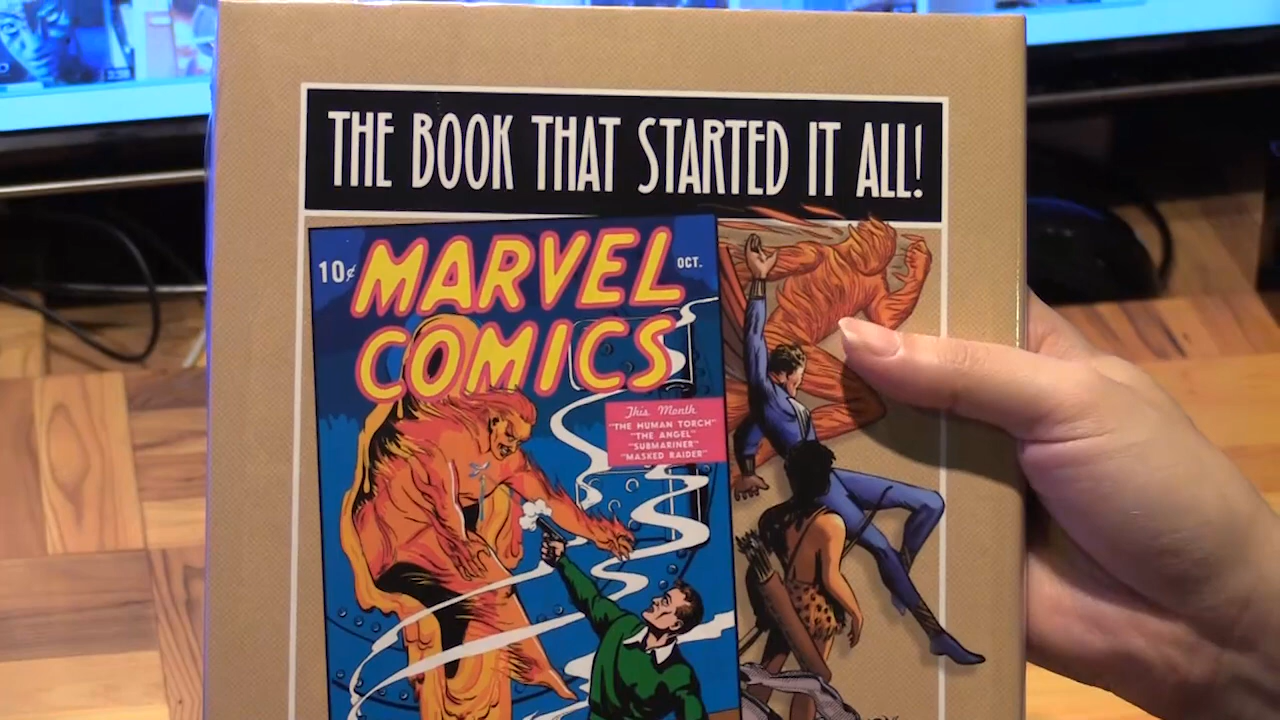 THE BOOK THAT STARTED IT ALL!
10¢ MARVEL OCT.
COMICS
This Month
"THE HUMAN TORCH"
"THE ANGEL"
"SUBMARINER"
"MASKED RAIDER"